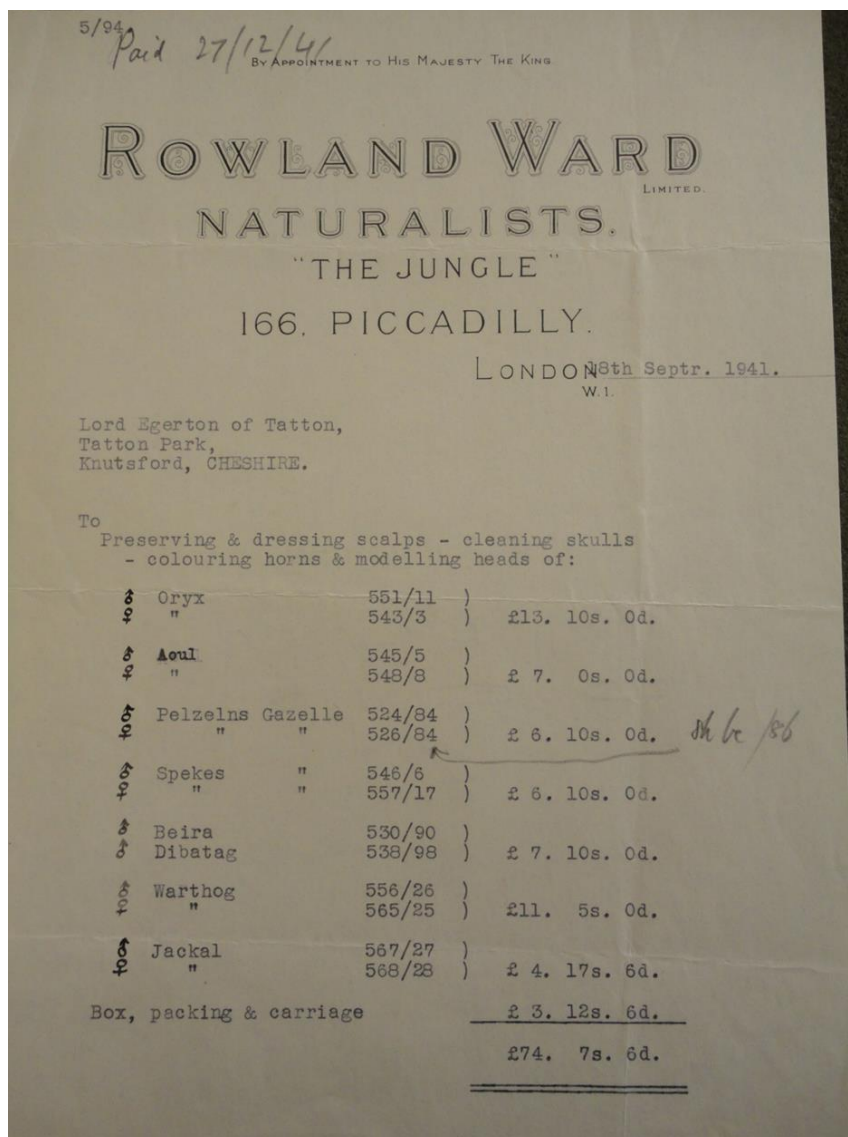 5/94
Paid 27/12/41
By Appointment to His Majesty The King
ROWLAND WARD
LIMITED.
NATURALISTS.
"THE JUNGLE"
166, PICCADILLY.
LONDON 18th Septr. 1941.
W.1.
Lord Egerton of Tatton,
Tatton Park,
Knutsford, CHESHIRE.
To
Preserving & dressing scalps - cleaning skulls
- colouring horns & modelling heads of:
♂ Oryx 551/11 )
♀ " 543/3 ) £13. 10s. 0d.
♂ Aoul 545/5 )
♀ " 548/8 ) £ 7. 0s. 0d.
♂ Pelzelns Gazelle 524/84 )
♀ " " 526/84 ) £ 6. 10s. 0d. sh be /86
♂ Spekes " 546/6 )
♀ " " 557/17 ) £ 6. 10s. 0d.
♂ Beira 530/90 )
♂ Dibatag 538/98 ) £ 7. 10s. 0d.
♂ Warthog 556/26 )
♀ " 565/25 ) £11. 5s. 0d.
♂ Jackal 567/27 )
♀ " 568/28 ) £ 4. 17s. 6d.
Box, packing & carriage £ 3. 12s. 6d.
£74. 7s. 6d.